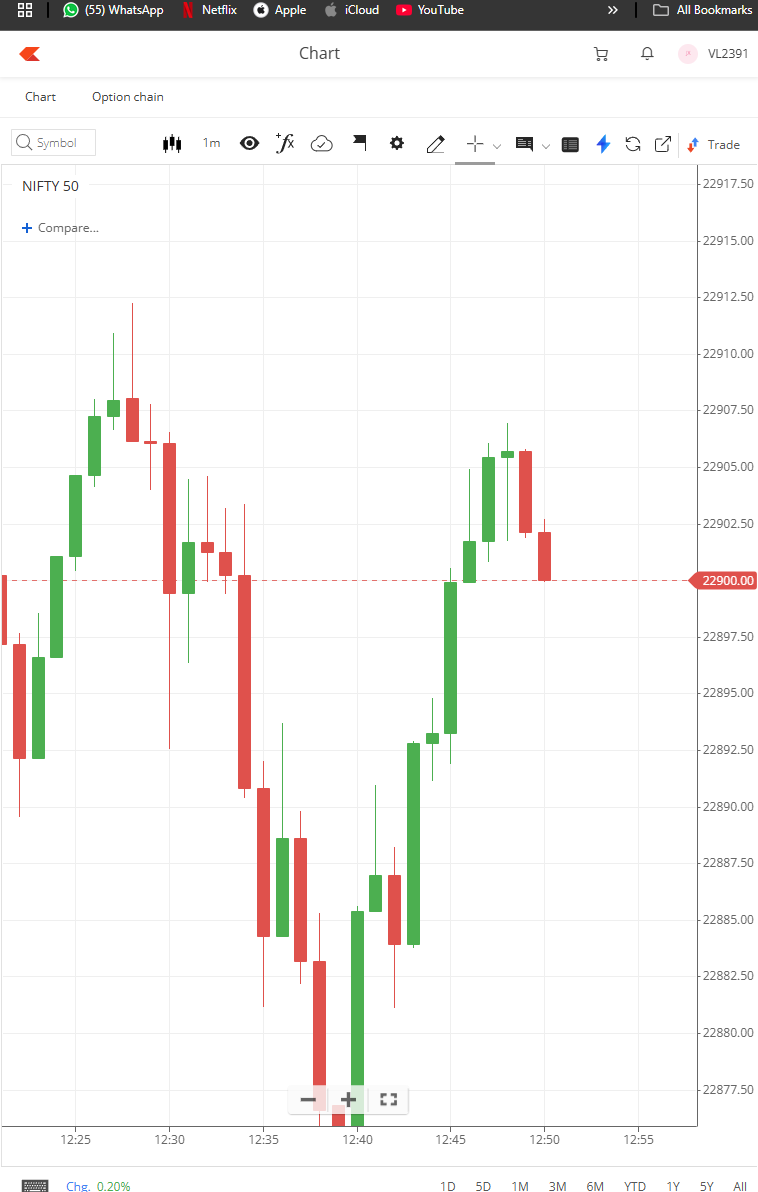 (55) WhatsApp Netflix Apple iCloud YouTube » All Bookmarks
Chart VL2391
Chart Option chain
Symbol 1m fx Trade
NIFTY 50
22917.50
+ Compare...
22915.00
22912.50
22910.00
22907.50
22905.00
22902.50
22900.00
22897.50
22895.00
22892.50
22890.00
22887.50
22885.00
22882.50
22880.00
22877.50
12:25 12:30 12:35 12:40 12:45 12:50 12:55
Chg. 0.20% 1D 5D 1M 3M 6M YTD 1Y 5Y All